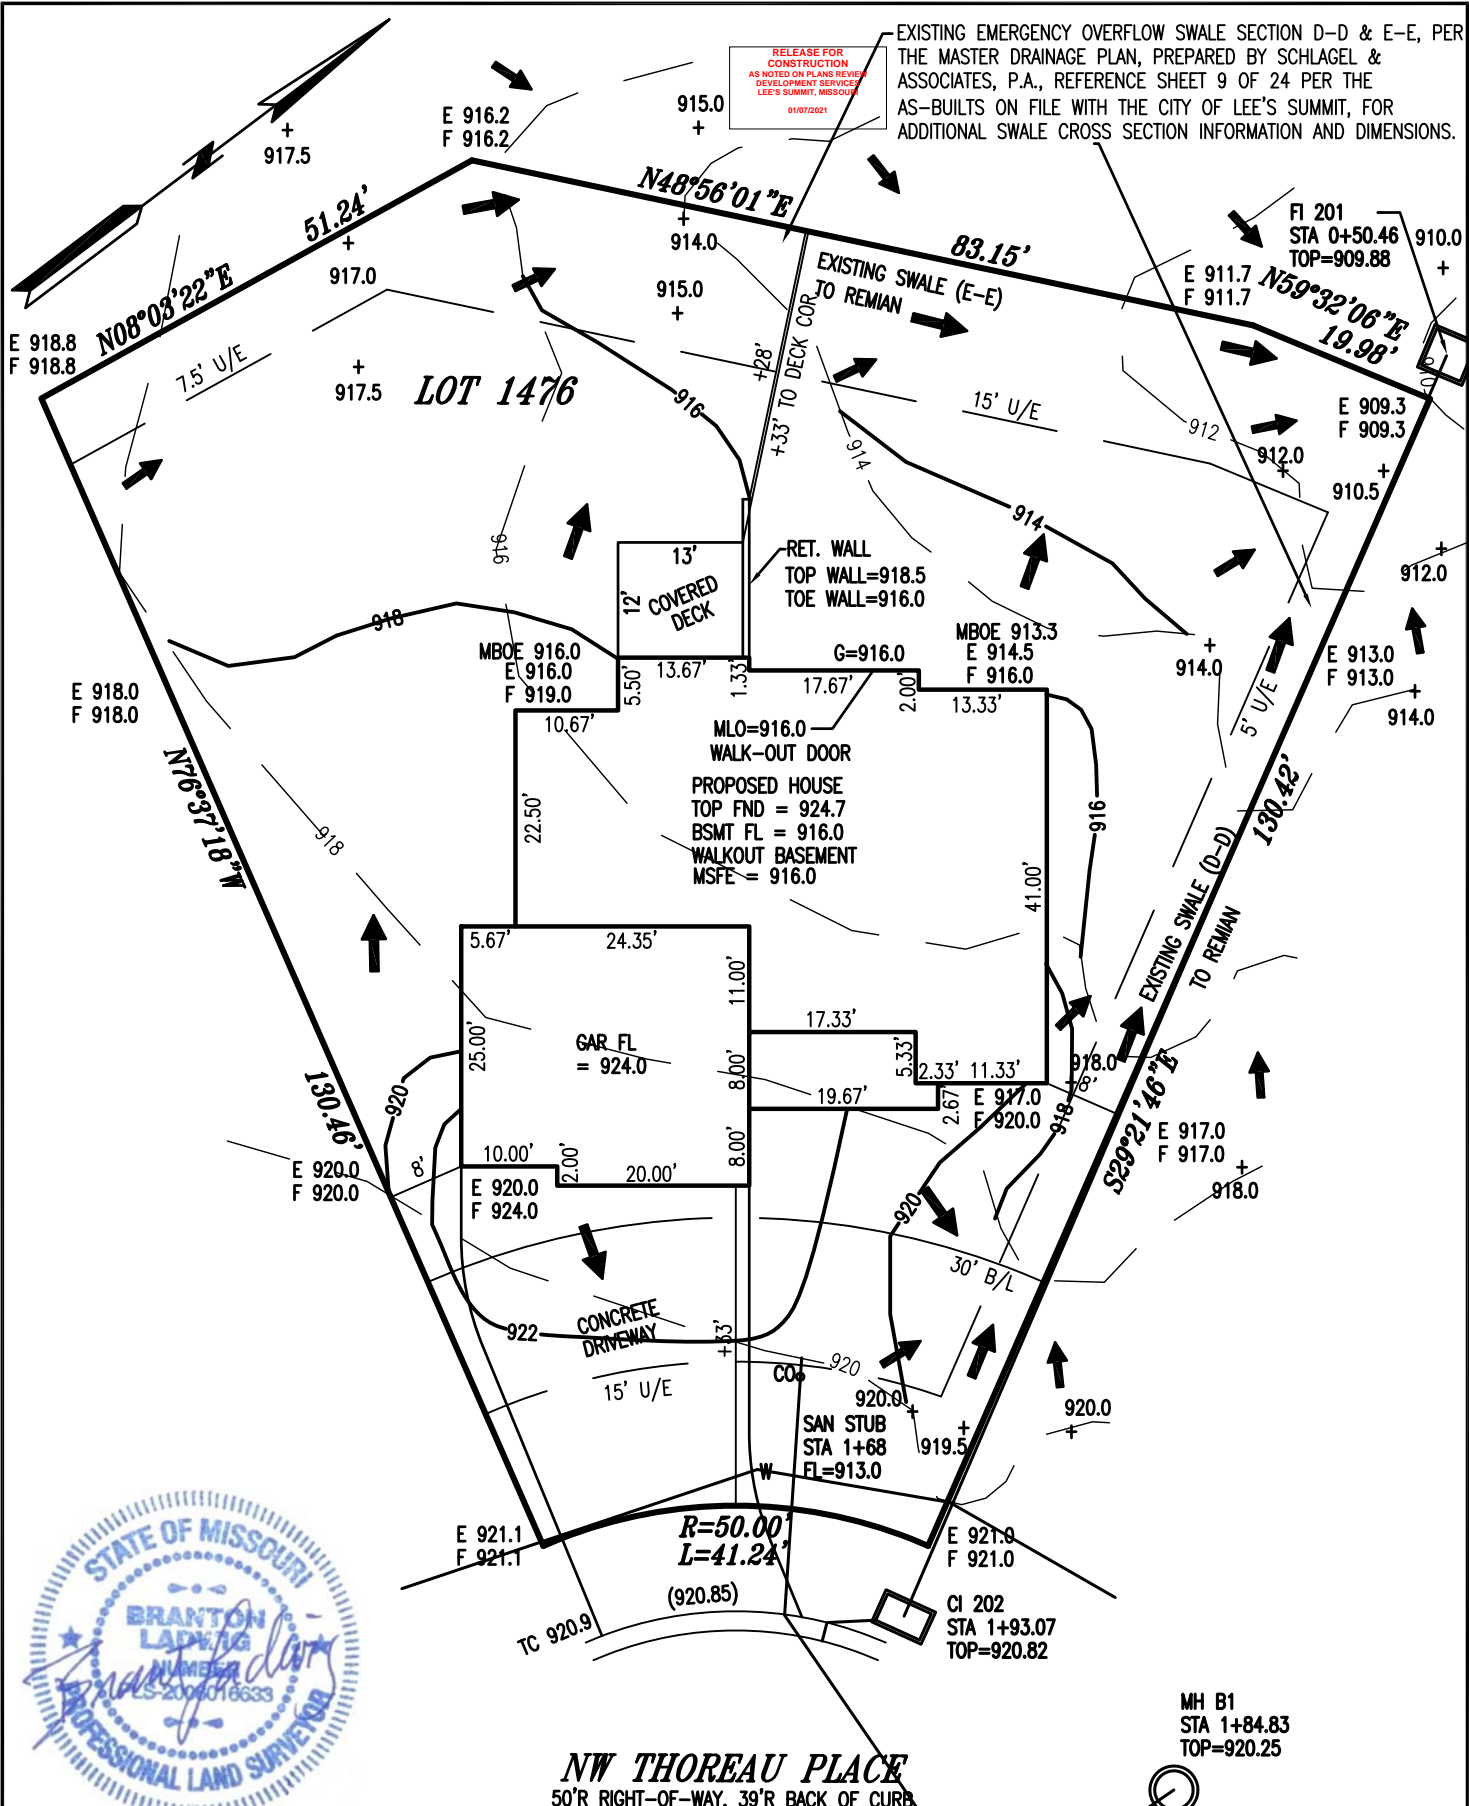 EXISTING EMERGENCY OVERFLOW SWALE SECTION D-D & E-E, PER
THE MASTER DRAINAGE PLAN, PREPARED BY SCHLAGEL &
ASSOCIATES, P.A., REFERENCE SHEET 9 OF 24 PER THE
AS-BUILTS ON FILE WITH THE CITY OF LEE'S SUMMIT, FOR
ADDITIONAL SWALE CROSS SECTION INFORMATION AND DIMENSIONS.
RELEASE FOR
CONSTRUCTION
AS NOTED ON PLANS REVIEW
DEVELOPMENT SERVICES
LEE'S SUMMIT, MISSOURI
01/07/2021
915.0
E 916.2
F 916.2
917.5
N48°56'01"E
83.15'
51.24'
N08°03'22"E
917.0
914.0
915.0
FI 201
STA 0+50.46
TOP=909.88
910.0
E 911.7
F 911.7
N59°32'06"E
19.98'
EXISTING SWALE (E-E)
TO REMIAN
E 918.8
F 918.8
7.5' U/E
917.5
LOT 1476
916
+28'
+33' TO DECK COR
15' U/E
914
912
912.0
E 909.3
F 909.3
910.5
914
916
912.0
13'
12'
COVERED
DECK
RET. WALL
TOP WALL=918.5
TOE WALL=916.0
918
MBOE 916.0
E 916.0
F 919.0
13.67'
5.50'
1.33'
G=916.0
17.67'
2.00'
MBOE 913.3
E 914.5
F 916.0
13.33'
914.0
E 913.0
F 913.0
914.0
5' U/E
E 918.0
F 918.0
10.67'
MLO=916.0
WALK-OUT DOOR
N76°37'18"W
130.46'
918
22.50'
PROPOSED HOUSE
TOP FND = 924.7
BSMT FL = 916.0
WALKOUT BASEMENT
MSFE = 916.0
41.00'
916
130.42'
S29°21'46"E
EXISTING SWALE (D-D)
TO REMIAN
5.67'
24.35'
11.00'
25.00'
GAR FL
= 924.0
17.33'
5.33'
8.00'
2.33'
11.33'
918.0
8'
19.67'
2.67'
E 917.0
F 920.0
918
E 917.0
F 917.0
918.0
920
8'
E 920.0
F 920.0
10.00'
2.00'
20.00'
8.00'
E 920.0
F 924.0
920
30' B/L
922
CONCRETE
DRIVEWAY
+33'
15' U/E
920
CO
920.0
SAN STUB
STA 1+68
FL=913.0
919.5
920.0
W
E 921.1
F 921.1
R=50.00'
L=41.24'
E 921.0
F 921.0
(920.85)
TC 920.9
CI 202
STA 1+93.07
TOP=920.82
MH B1
STA 1+84.83
TOP=920.25
STATE OF MISSOURI
BRANTON
LADWIG
NUMBER
LS-2006016633
PROFESSIONAL LAND SURVEYOR
NW THOREAU PLACE
50'R RIGHT-OF-WAY, 39'R BACK OF CURB